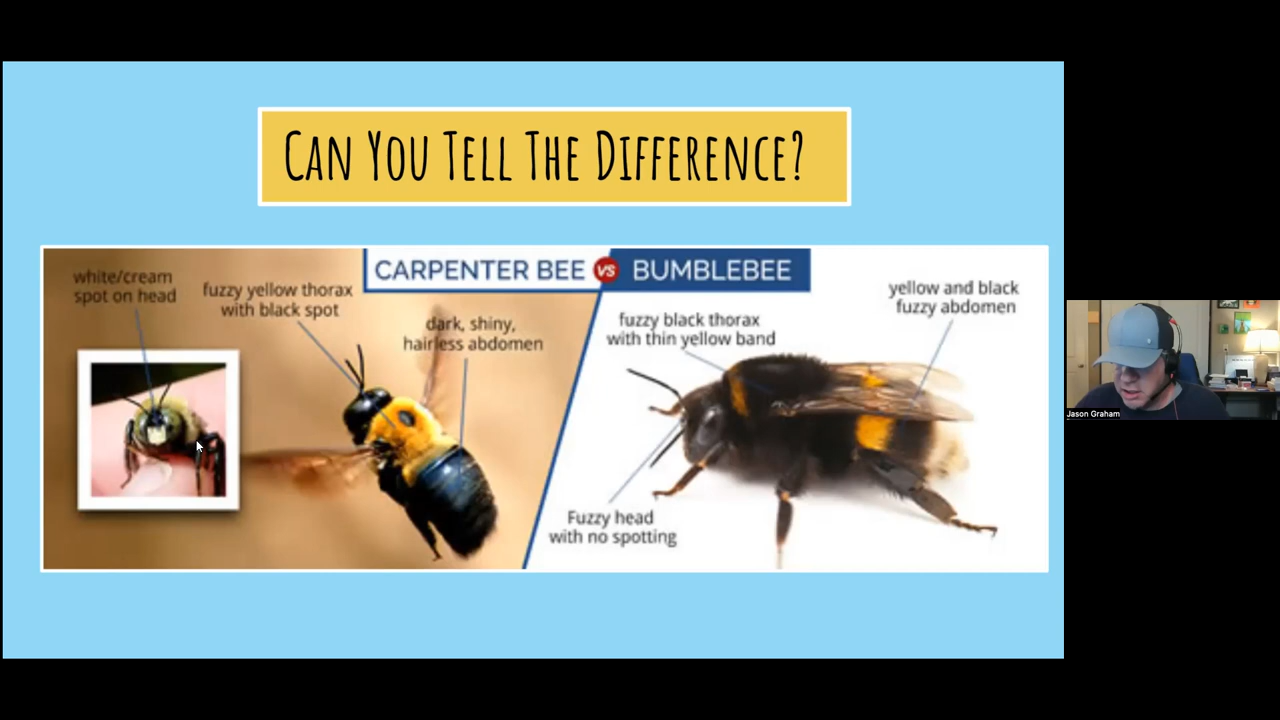 Can You Tell The Difference?
CARPENTER BEE VS BUMBLEBEE
white/cream
spot on head
fuzzy yellow thorax
with black spot
dark, shiny,
hairless abdomen
fuzzy black thorax
with thin yellow band
yellow and black
fuzzy abdomen
Fuzzy head
with no spotting
Jason Graham